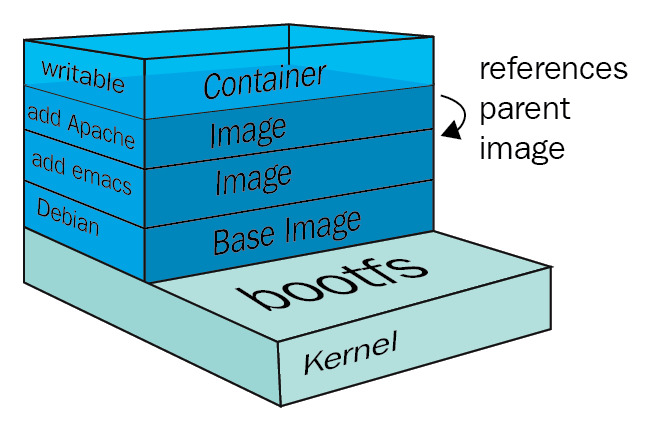 writable
Container
add Apache
Image
add emacs
Image
Debian
Base Image
bootfs
Kernel
references
parent
image